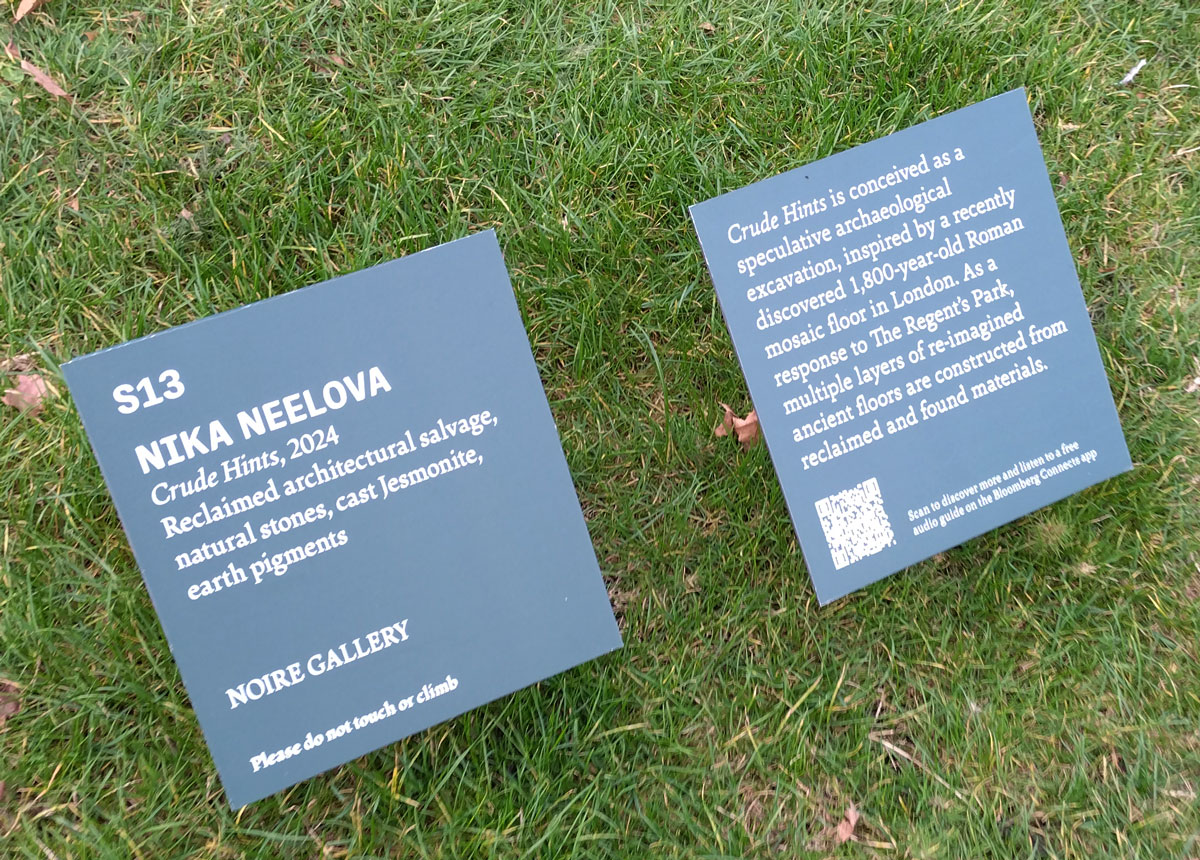 S13
NIKA NEELOVA
Crude Hints, 2024
Reclaimed architectural salvage,
natural stones, cast Jesmonite,
earth pigments
NOIRE GALLERY
Please do not touch or climb
Crude Hints is conceived as a
speculative archaeological
excavation, inspired by a recently
discovered 1,800-year-old Roman
mosaic floor in London. As a
response to The Regent's Park,
multiple layers of re-imagined
ancient floors are constructed from
reclaimed and found materials.
Scan to discover more and listen to a free
audio guide on the Bloomberg Connects app